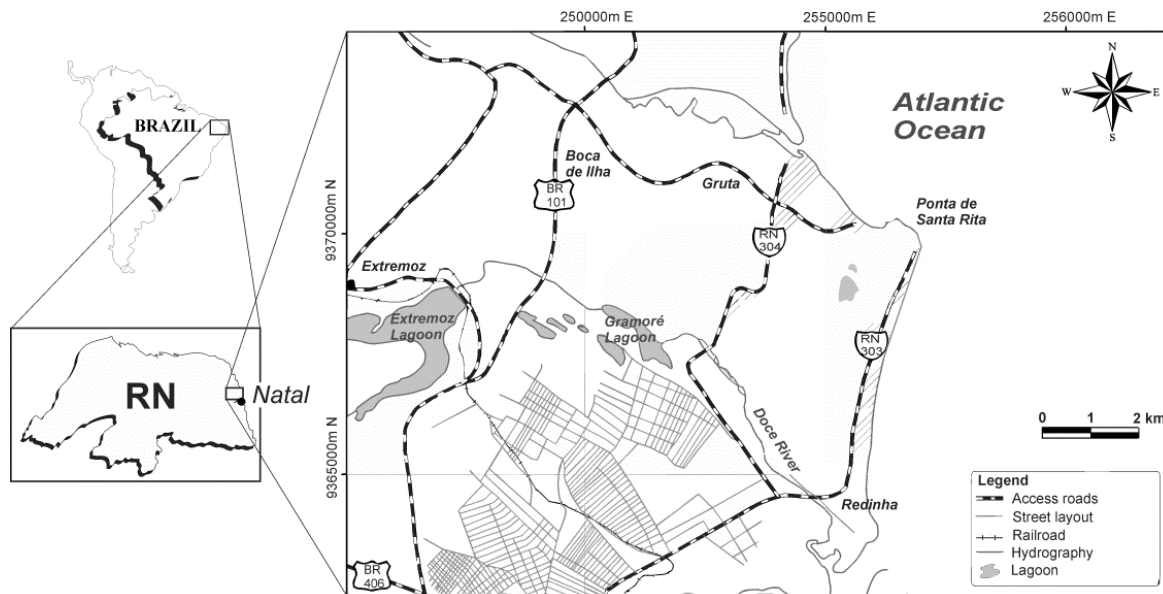 250000m E
255000m E
256000m E
N
W
E
S
Atlantic
Ocean
BRAZIL
Boca
de Ilha
Gruta
BR
101
Ponta de
Santa Rita
9370000m N
RN
304
Extremoz
Extremoz
Lagoon
Gramoré
Lagoon
RN
303
RN
Natal
Doce River
0 1 2 km
9365000m N
Redinha
Legend
Access roads
Street layout
Railroad
Hydrography
Lagoon
BR
406